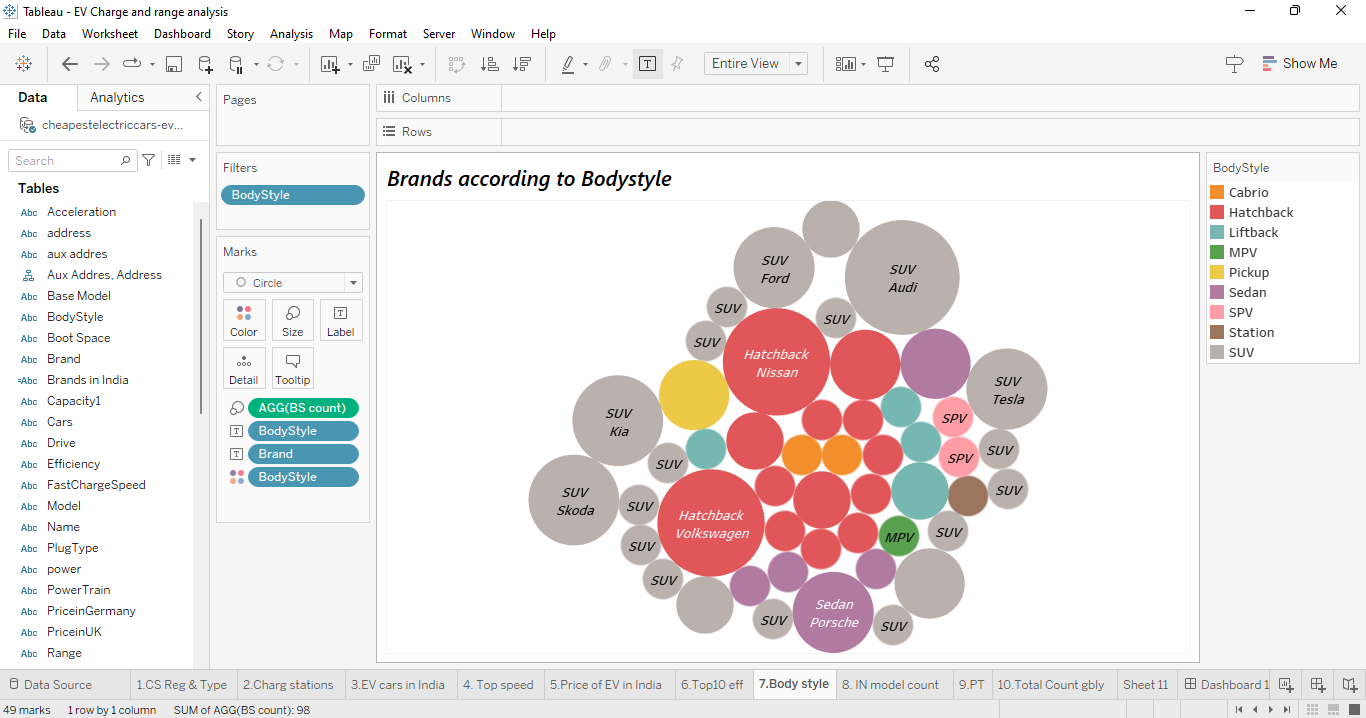 Tableau - EV Charge and range analysis
File Data Worksheet Dashboard Story Analysis Map Format Server Window Help
Entire View
Show Me
Data Analytics
cheapestelectriccars-ev...
Search
Tables
Abc Acceleration
Abc address
Abc aux addres
Aux Addres, Address
Abc Base Model
Abc BodyStyle
Abc Boot Space
Abc Brand
=Abc Brands in India
Abc Capacity1
Abc Cars
Abc Drive
Abc Efficiency
Abc FastChargeSpeed
Abc Model
Abc Name
Abc PlugType
Abc power
Abc PowerTrain
Abc PriceinGermany
Abc PriceinUK
Abc Range
Pages
Filters
BodyStyle
Marks
Circle
Color Size Label
Detail Tooltip
AGG(BS count)
BodyStyle
Brand
BodyStyle
Columns
Rows
Brands according to Bodystyle
SUV
Ford
SUV
Audi
SUV
SUV
SUV
Hatchback
Nissan
SUV
Tesla
SUV
Kia
SPV
SUV
SPV
SUV
SUV
Skoda
SUV
SUV
Hatchback
Volkswagen
SUV
MPV
SUV
SUV
Sedan
Porsche
SUV
SUV
BodyStyle
Cabrio
Hatchback
Liftback
MPV
Pickup
Sedan
SPV
Station
SUV
Data Source 1.CS Reg & Type 2.Charg stations 3.EV cars in India 4. Top speed 5.Price of EV in India 6.Top10 eff 7.Body style 8. IN model count 9.PT 10.Total Count gbly Sheet 11 Dashboard 1
49 marks 1 row by 1 column SUM of AGG(BS count): 98